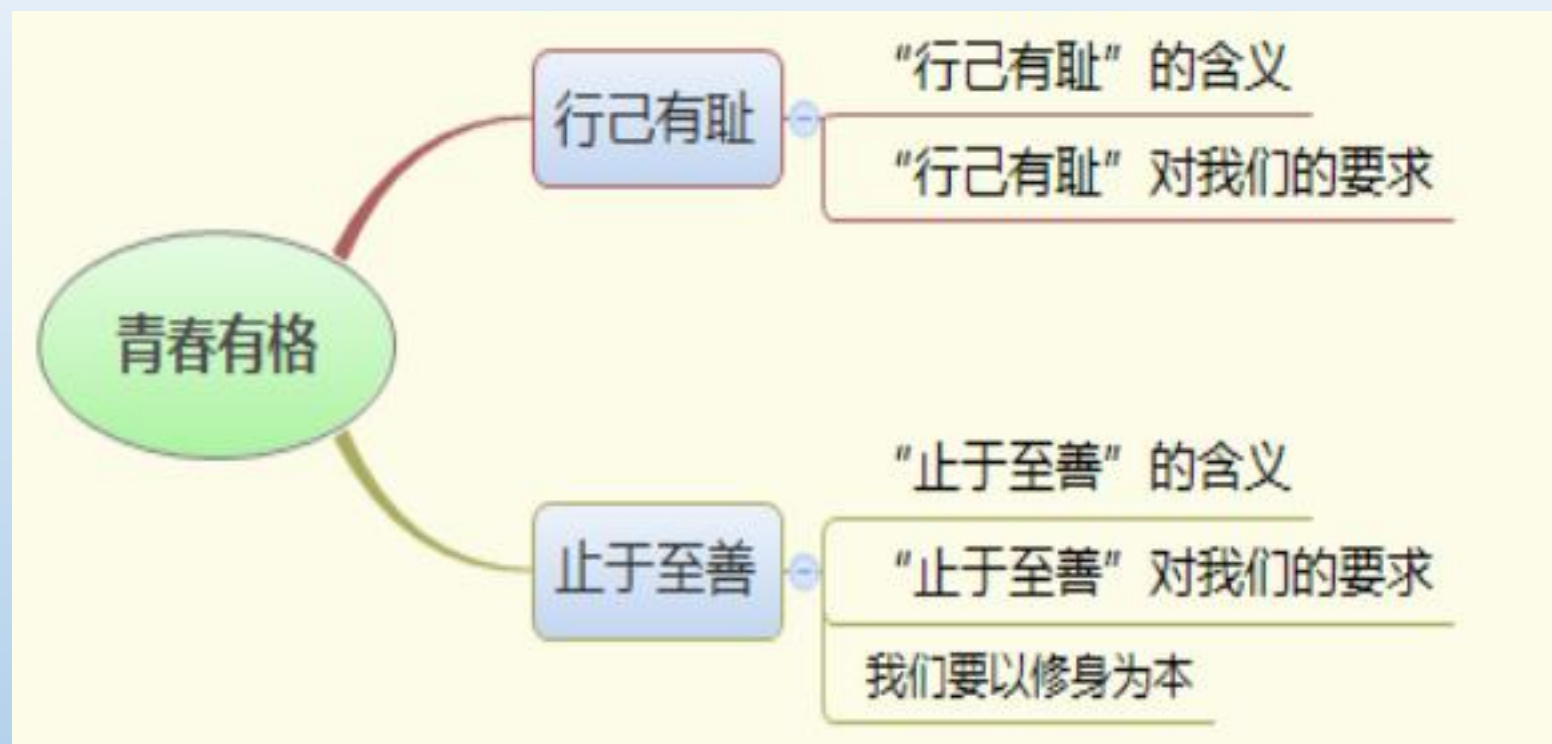 青春有格
行己有耻
“行己有耻”的含义
“行己有耻”对我们的要求
止于至善
“止于至善”的含义
“止于至善”对我们的要求
我们要以修身为本